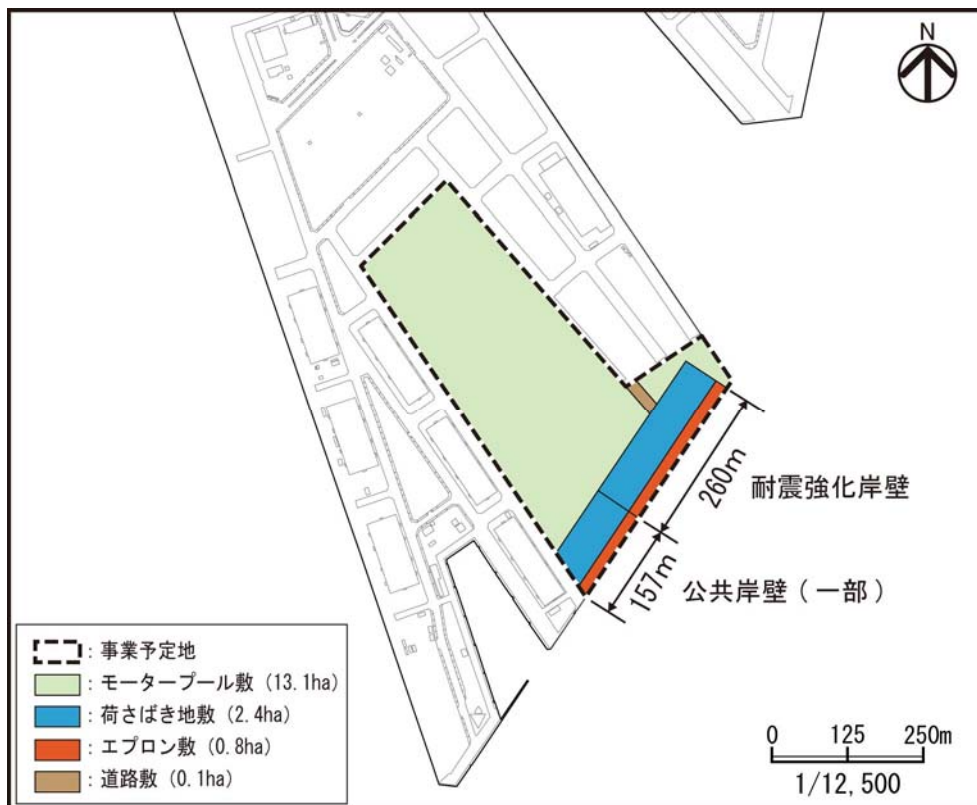 N
260m
耐震強化岸壁
157m
公共岸壁（一部）
：事業予定地
：モータープール敷（13.1ha）
：荷さばき地敷（2.4ha）
：エプロン敷（0.8ha）
：道路敷（0.1ha）
0 125 250m
1/12,500